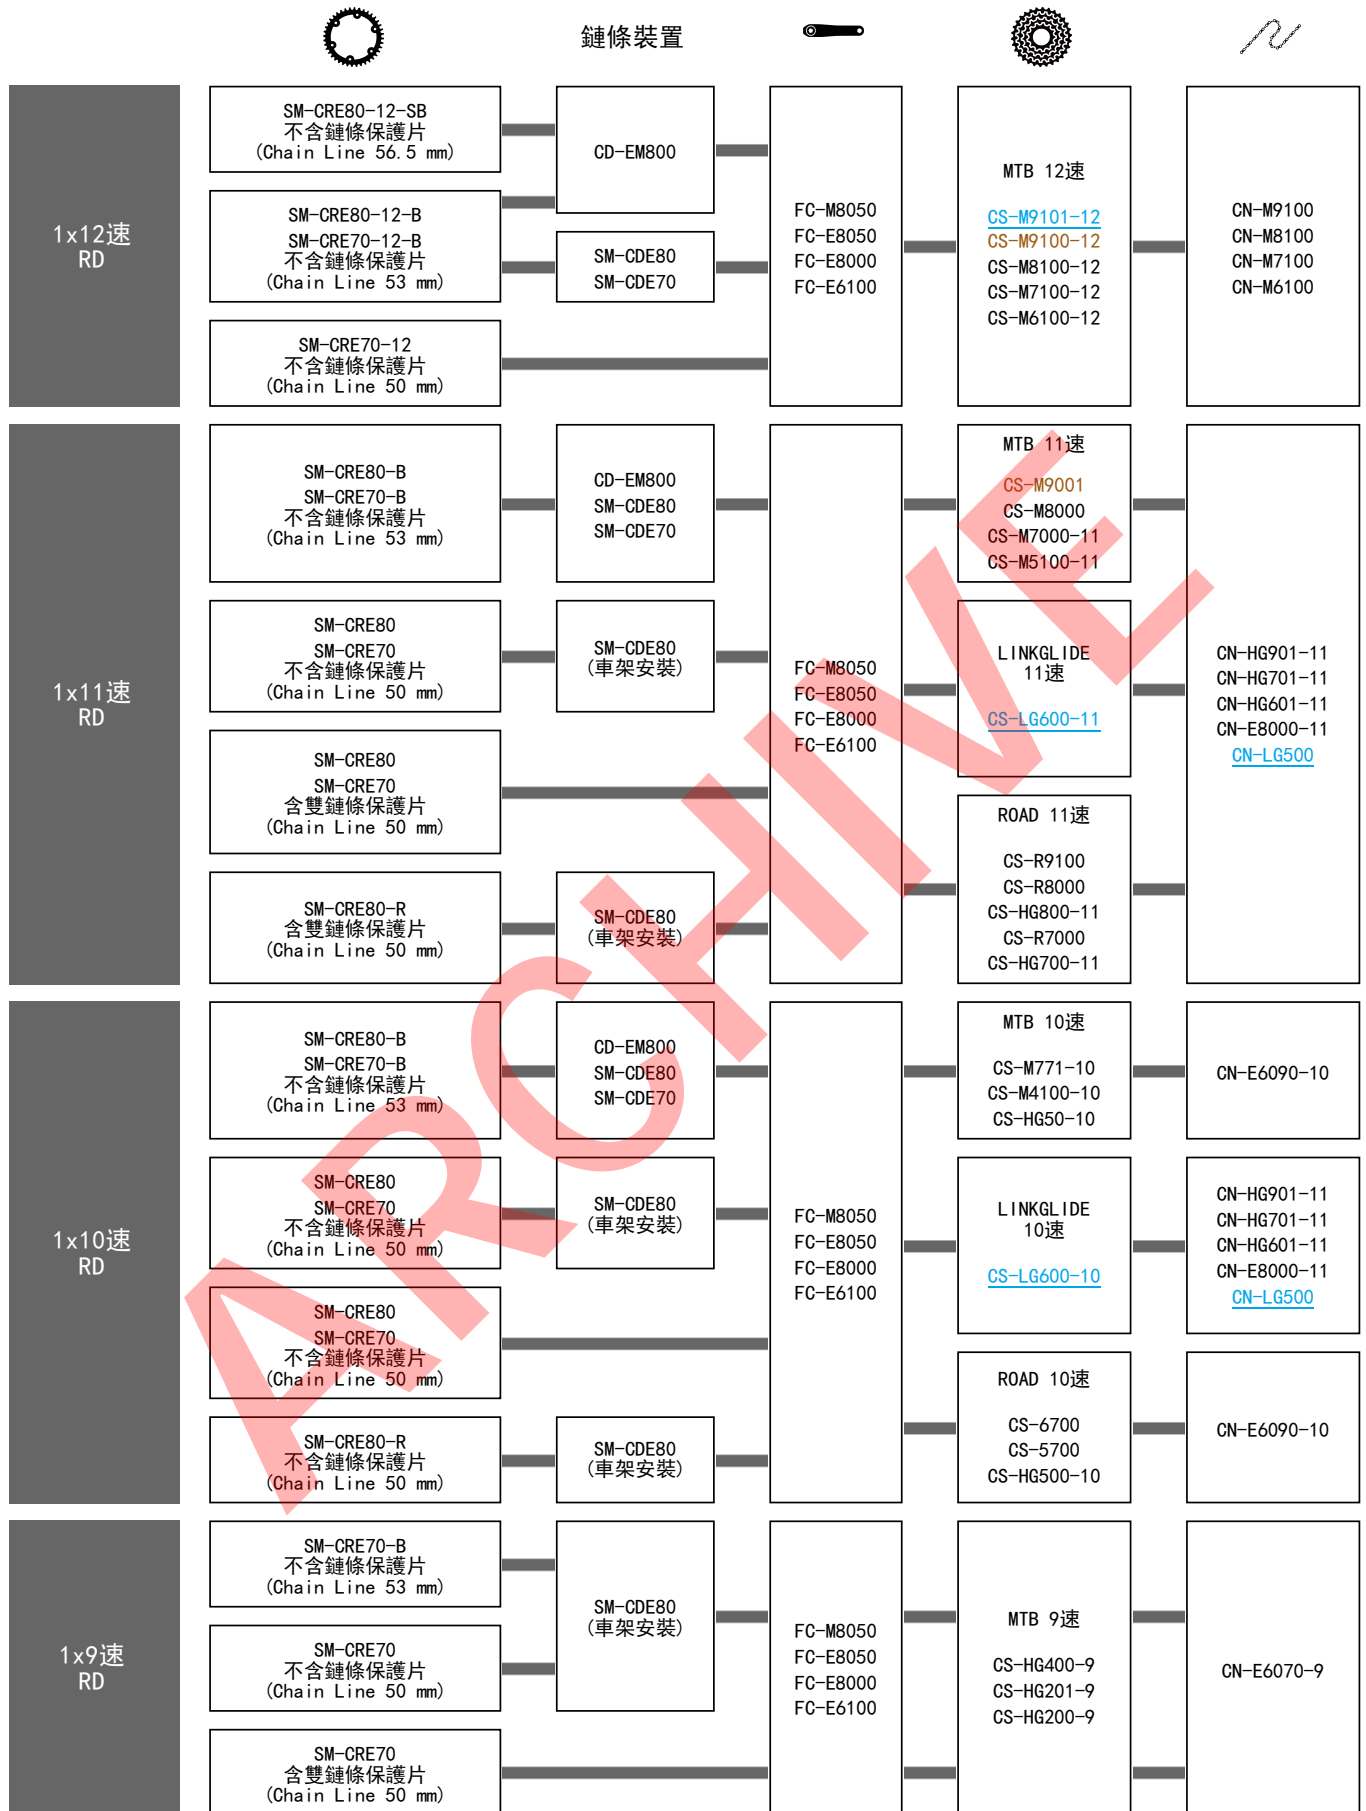 鏈條裝置
1x12速
RD
SM-CRE80-12-SB
不含鏈條保護片
(Chain Line 56.5 mm)
SM-CRE80-12-B
SM-CRE70-12-B
不含鏈條保護片
(Chain Line 53 mm)
SM-CRE70-12
不含鏈條保護片
(Chain Line 50 mm)
CD-EM800
SM-CDE80
SM-CDE70
FC-M8050
FC-E8050
FC-E8000
FC-E6100
MTB 12速
CS-M9101-12
CS-M9100-12
CS-M8100-12
CS-M7100-12
CS-M6100-12
CN-M9100
CN-M8100
CN-M7100
CN-M6100
1x11速
RD
SM-CRE80-B
SM-CRE70-B
不含鏈條保護片
(Chain Line 53 mm)
SM-CRE80
SM-CRE70
不含鏈條保護片
(Chain Line 50 mm)
SM-CRE80
SM-CRE70
含雙鏈條保護片
(Chain Line 50 mm)
SM-CRE80-R
含雙鏈條保護片
(Chain Line 50 mm)
CD-EM800
SM-CDE80
SM-CDE70
SM-CDE80
(車架安裝)
SM-CDE80
(車架安裝)
FC-M8050
FC-E8050
FC-E8000
FC-E6100
MTB 11速
CS-M9001
CS-M8000
CS-M7000-11
CS-M5100-11
LINKGLIDE
11速
CS-LG600-11
ROAD 11速
CS-R9100
CS-R8000
CS-HG800-11
CS-R7000
CS-HG700-11
CN-HG901-11
CN-HG701-11
CN-HG601-11
CN-E8000-11
CN-LG500
1x10速
RD
SM-CRE80-B
SM-CRE70-B
不含鏈條保護片
(Chain Line 53 mm)
SM-CRE80
SM-CRE70
不含鏈條保護片
(Chain Line 50 mm)
SM-CRE80
SM-CRE70
不含鏈條保護片
(Chain Line 50 mm)
SM-CRE80-R
不含鏈條保護片
(Chain Line 50 mm)
CD-EM800
SM-CDE80
SM-CDE70
SM-CDE80
(車架安裝)
SM-CDE80
(車架安裝)
FC-M8050
FC-E8050
FC-E8000
FC-E6100
MTB 10速
CS-M771-10
CS-M4100-10
CS-HG50-10
LINKGLIDE
10速
CS-LG600-10
ROAD 10速
CS-6700
CS-5700
CS-HG500-10
CN-E6090-10
CN-HG901-11
CN-HG701-11
CN-HG601-11
CN-E8000-11
CN-LG500
CN-E6090-10
1x9速
RD
SM-CRE70-B
不含鏈條保護片
(Chain Line 53 mm)
SM-CRE70
不含鏈條保護片
(Chain Line 50 mm)
SM-CRE70
含雙鏈條保護片
(Chain Line 50 mm)
SM-CDE80
(車架安裝)
FC-M8050
FC-E8050
FC-E8000
FC-E6100
MTB 9速
CS-HG400-9
CS-HG201-9
CS-HG200-9
CN-E6070-9
ARCHIVE